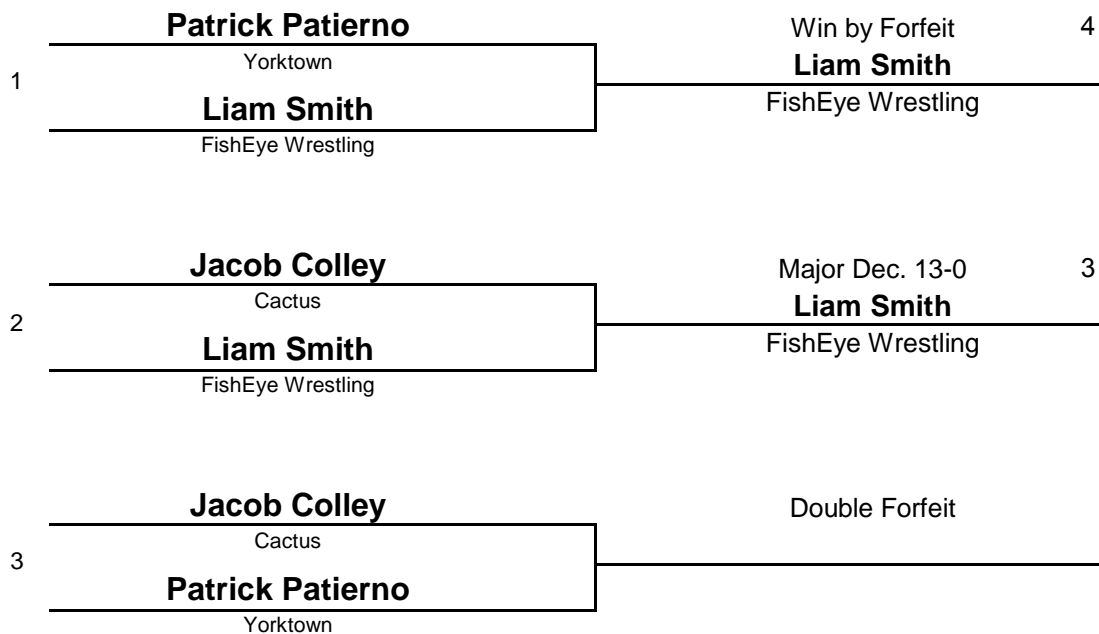 Patrick Patierno
Yorktown
1
Liam Smith
FishEye Wrestling
Win by Forfeit 4
Liam Smith
FishEye Wrestling
Jacob Colley
Cactus
2
Liam Smith
FishEye Wrestling
Major Dec. 13-0 3
Liam Smith
FishEye Wrestling
Jacob Colley
Cactus
3
Patrick Patierno
Yorktown
Double Forfeit